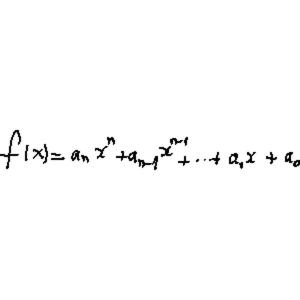 f(x) = aₙxⁿ + aₙ₋₁xⁿ⁻¹ + ... + a₁x + a₀